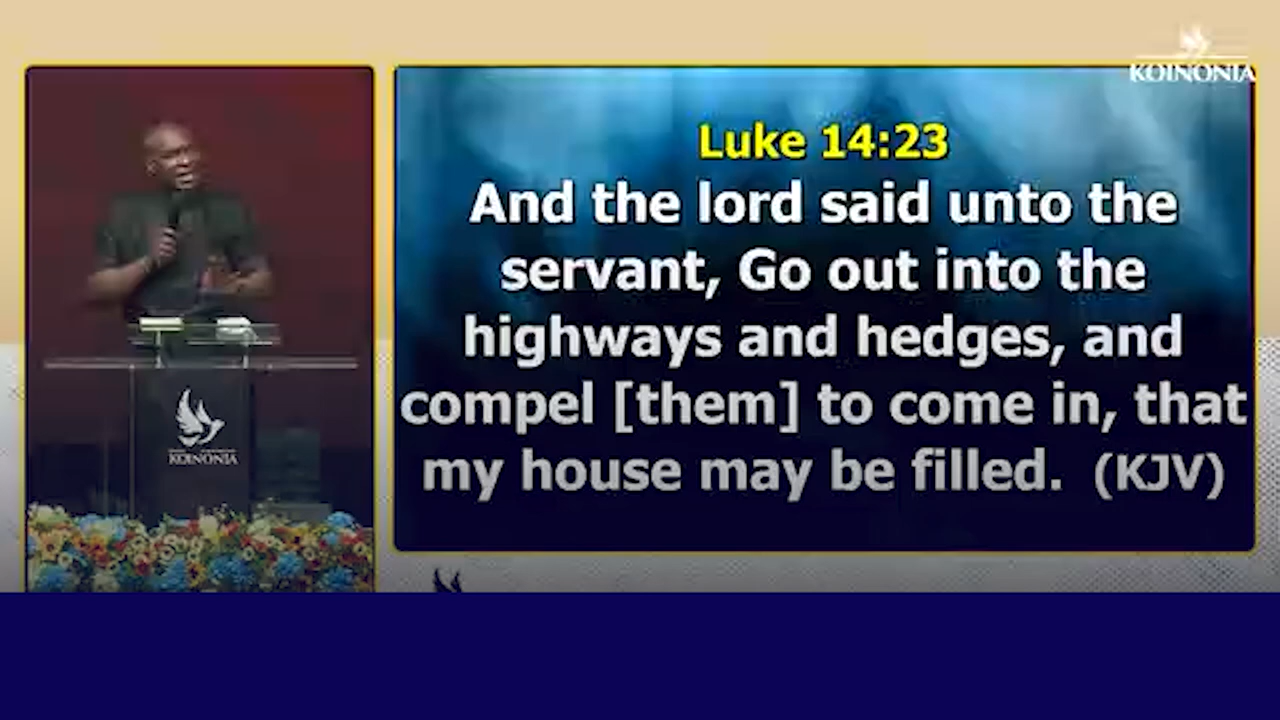 KOINONIA
Luke 14:23
And the lord said unto the
servant, Go out into the
highways and hedges, and
compel [them] to come in, that
my house may be filled. (KJV)
KOINONIA